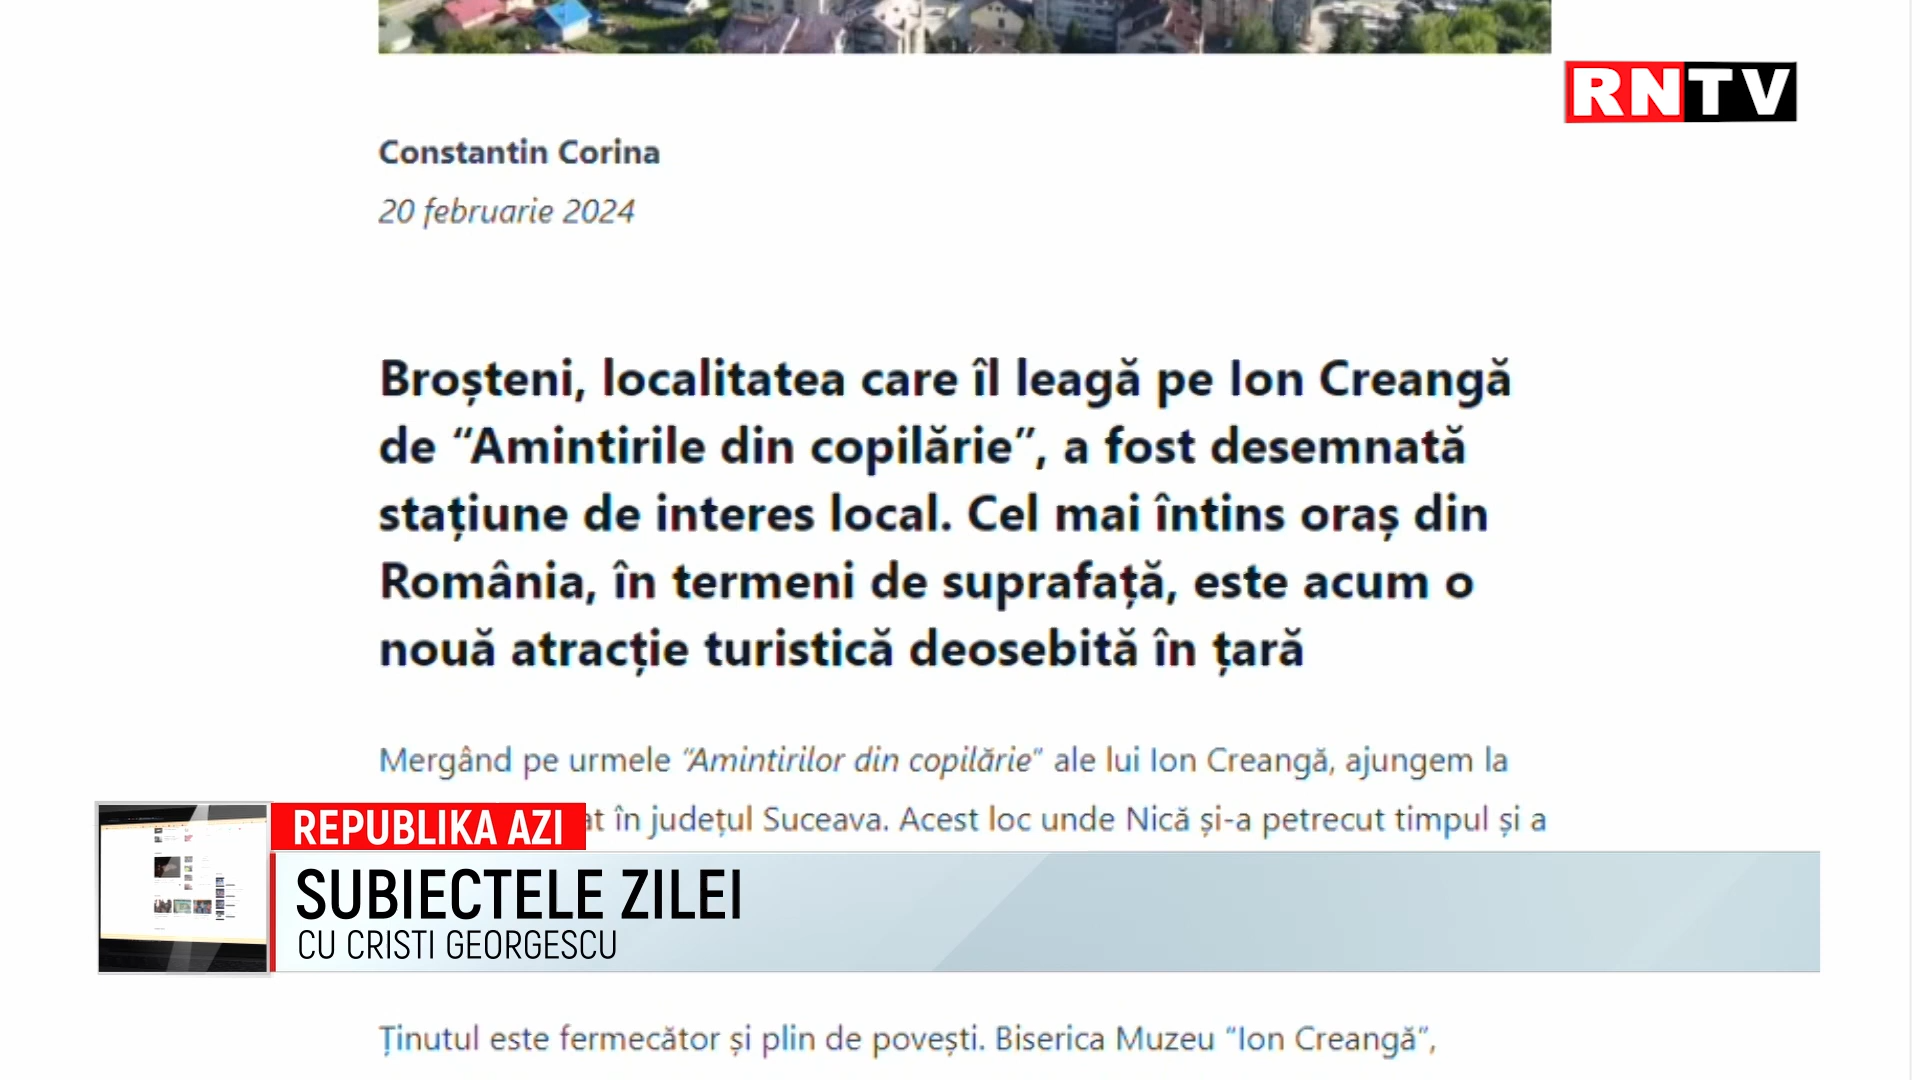 RNTV
Constantin Corina
20 februarie 2024
Broșteni, localitatea care îl leagă pe Ion Creangă
de “Amintirile din copilărie”, a fost desemnată
stațiune de interes local. Cel mai întins oraș din
România, în termeni de suprafață, este acum o
nouă atracție turistică deosebită în țară
Mergând pe urmele “Amintirilor din copilărie” ale lui Ion Creangă, ajungem la
în județul Suceava. Acest loc unde Nică și-a petrecut timpul și a
REPUBLIKA AZI
SUBIECTELE ZILEI
CU CRISTI GEORGESCU
Ținutul este fermecător și plin de povești. Biserica Muzeu “Ion Creangă”,